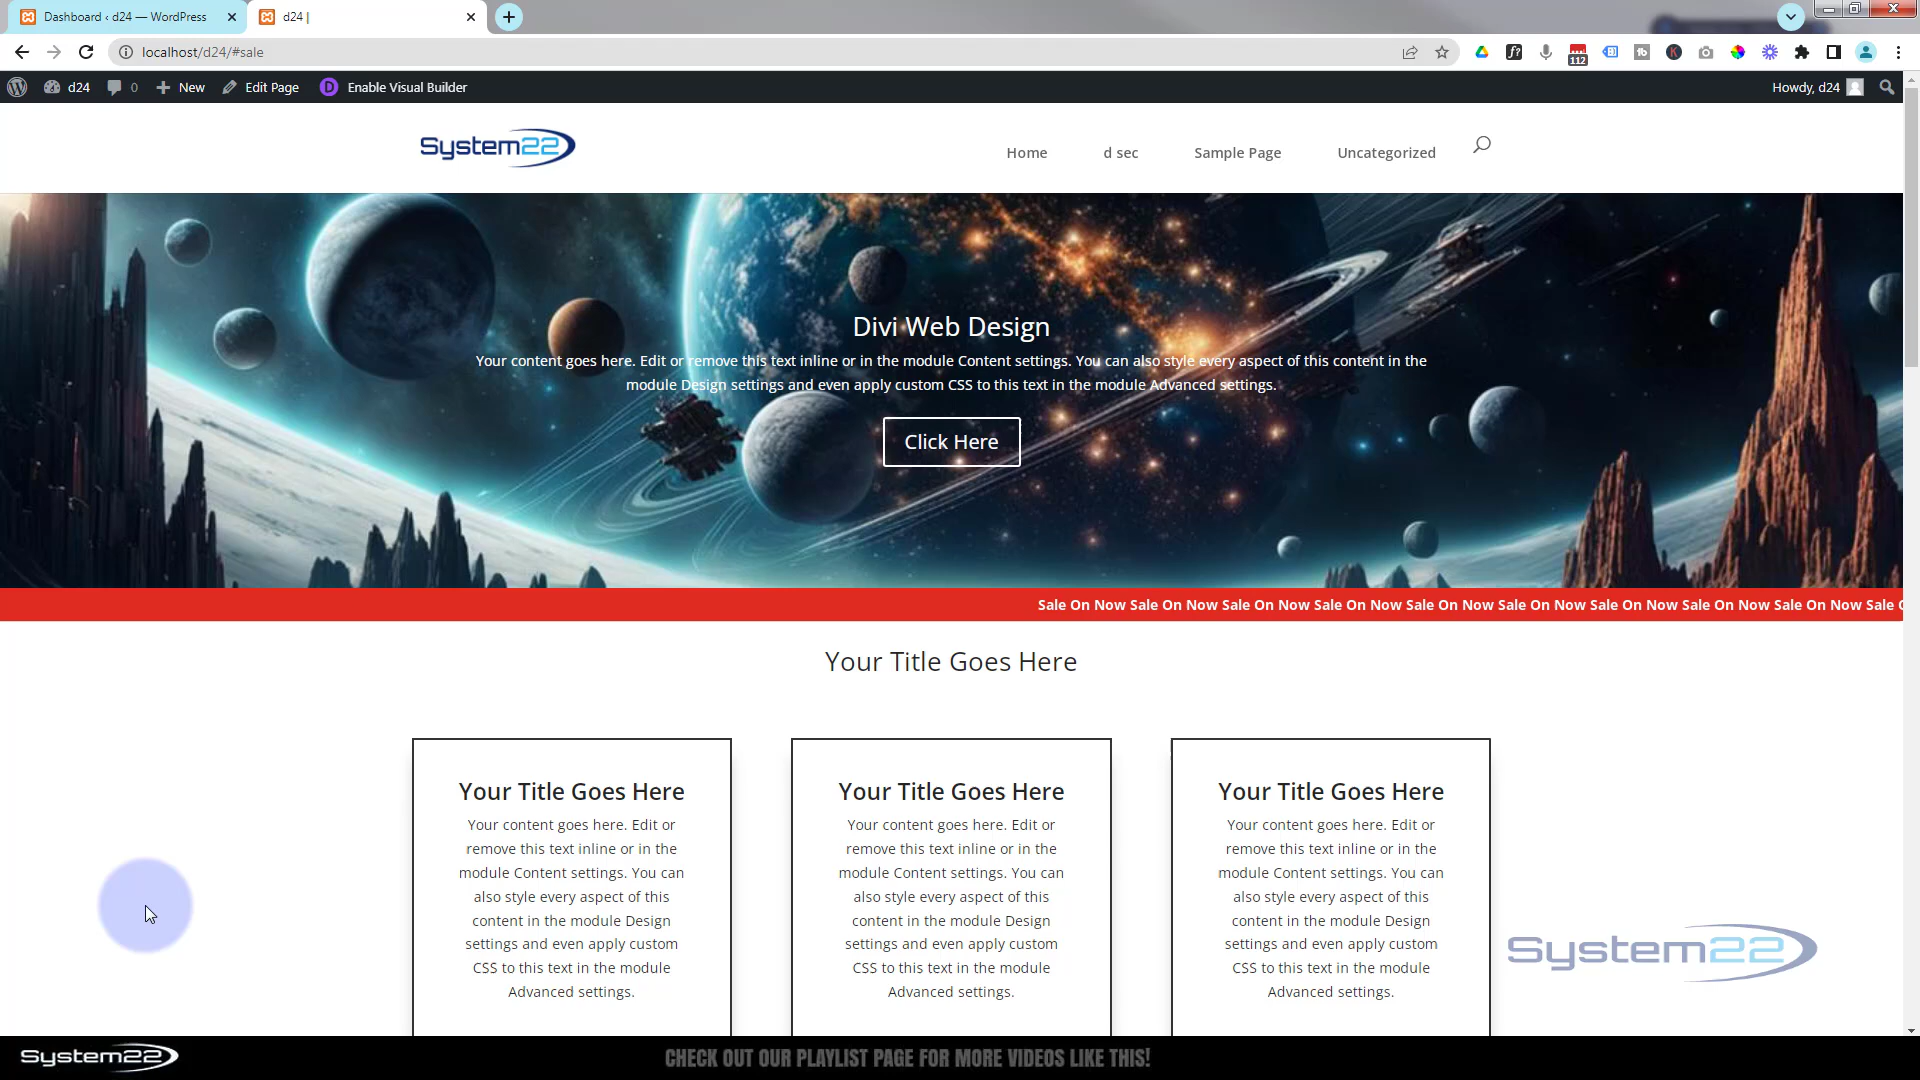 Dashboard ‹ d24 — WordPress
d24 |
localhost/d24/#sale
112
d24
0
New
Edit Page
D
Enable Visual Builder
Howdy, d24
System22
Home
d sec
Sample Page
Uncategorized
Divi Web Design
Your content goes here. Edit or remove this text inline or in the module Content settings. You can also style every aspect of this content in the
module Design settings and even apply custom CSS to this text in the module Advanced settings.
Click Here
Sale On Now Sale On Now Sale On Now Sale On Now Sale On Now Sale On Now Sale On Now Sale On Now Sale On Now Sale
Your Title Goes Here
Your Title Goes Here
Your content goes here. Edit or
remove this text inline or in the
module Content settings. You can
also style every aspect of this
content in the module Design
settings and even apply custom
CSS to this text in the module
Advanced settings.
Your Title Goes Here
Your content goes here. Edit or
remove this text inline or in the
module Content settings. You can
also style every aspect of this
content in the module Design
settings and even apply custom
CSS to this text in the module
Advanced settings.
Your Title Goes Here
Your content goes here. Edit or
remove this text inline or in the
module Content settings. You can
also style every aspect of this
content in the module Design
settings and even apply custom
CSS to this text in the module
Advanced settings.
System22
System22
CHECK OUT OUR PLAYLIST PAGE FOR MORE VIDEOS LIKE THIS!